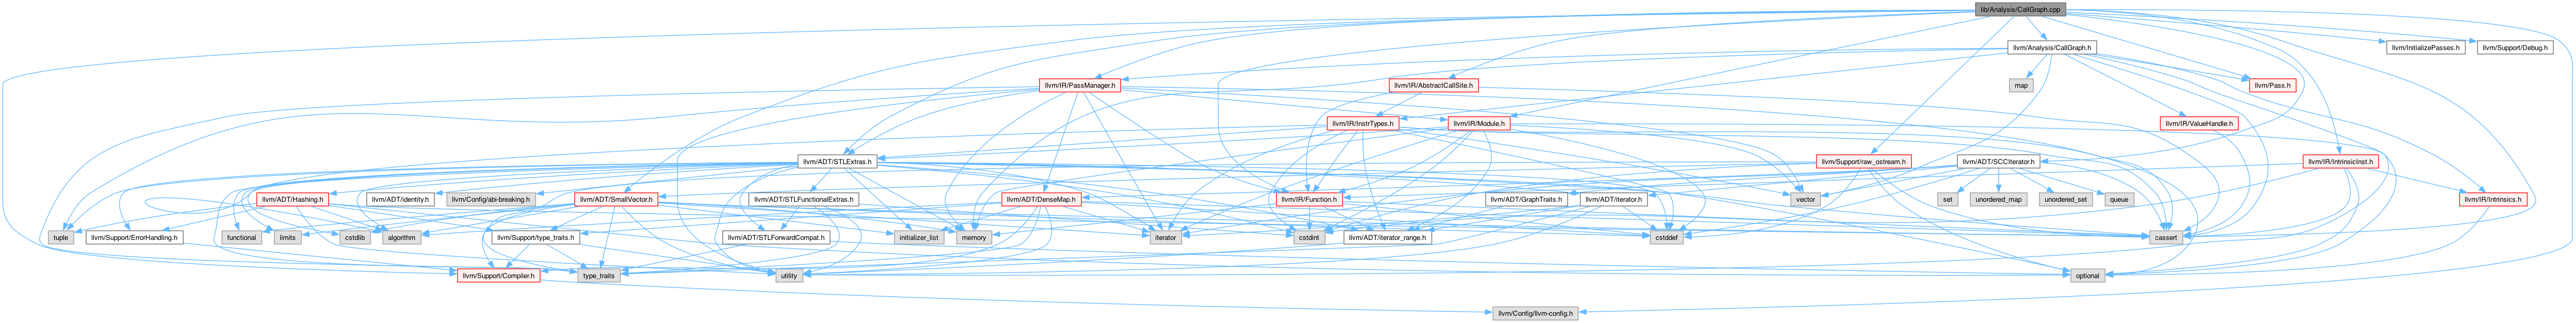 lib/Analysis/CallGraph.cpp
llvm/Analysis/CallGraph.h
llvm/InitializePasses.h
llvm/Support/Debug.h
llvm/IR/PassManager.h
llvm/IR/AbstractCallSite.h
map
llvm/Pass.h
llvm/IR/InstrTypes.h
llvm/IR/Module.h
llvm/IR/ValueHandle.h
llvm/ADT/STLExtras.h
llvm/Support/raw_ostream.h
llvm/ADT/SCCIterator.h
llvm/IR/IntrinsicInst.h
llvm/ADT/Hashing.h
llvm/ADT/identity.h
llvm/Config/abi-breaking.h
llvm/ADT/SmallVector.h
llvm/ADT/STLFunctionalExtras.h
llvm/ADT/DenseMap.h
llvm/IR/Function.h
vector
llvm/ADT/GraphTraits.h
llvm/ADT/iterator.h
set
unordered_map
unordered_set
queue
llvm/IR/Intrinsics.h
tuple
llvm/Support/ErrorHandling.h
functional
limits
cstdlib
algorithm
llvm/Support/type_traits.h
llvm/ADT/STLForwardCompat.h
initializer_list
memory
iterator
cstdint
llvm/ADT/iterator_range.h
cstddef
cassert
llvm/Support/Compiler.h
type_traits
utility
optional
llvm/Config/llvm-config.h